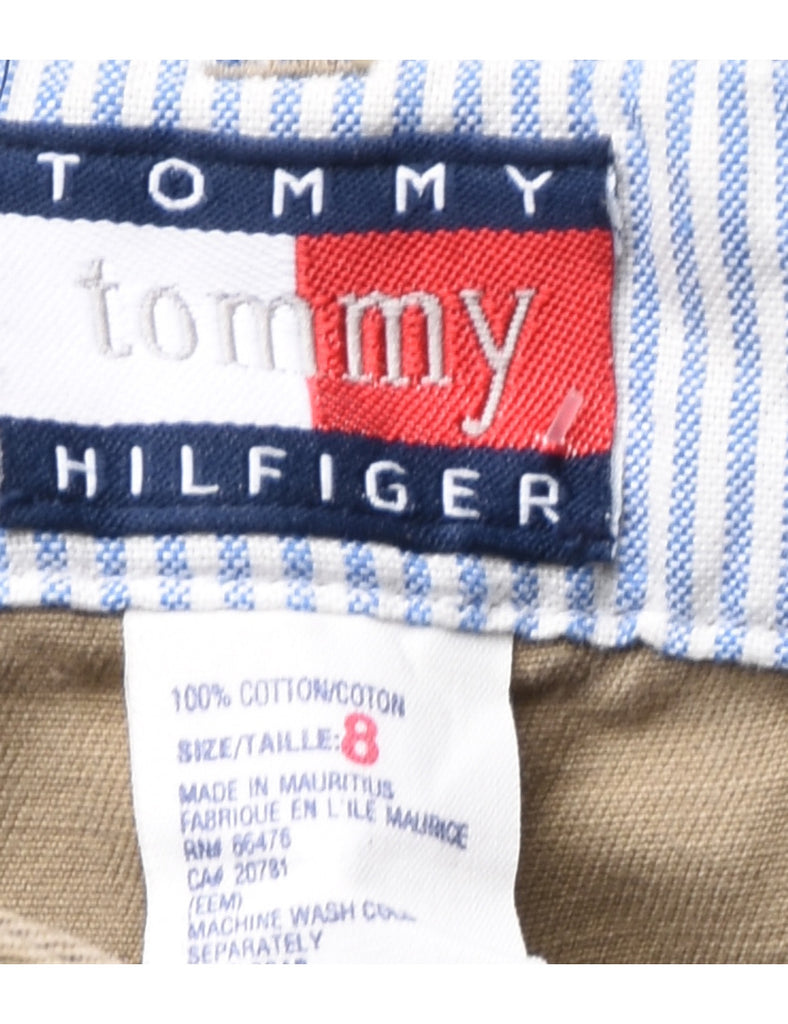 TOMMY
tommy
HILFIGER
100% COTTON/COTON
SIZE/TAILLE: 8
MADE IN MAURITIUS
FABRIQUE EN L'ILE MAURICE
RN# 66476
CA# 20781
(EEM)
MACHINE WASH
SEPARATELY